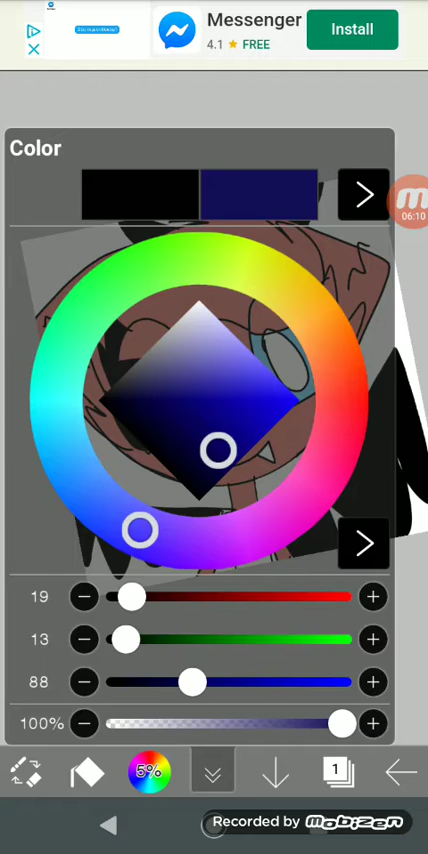 Messenger
4.1 ★ FREE
Install
Color
06:10
19
13
88
100%
5%
1
Recorded by MOBIZEN